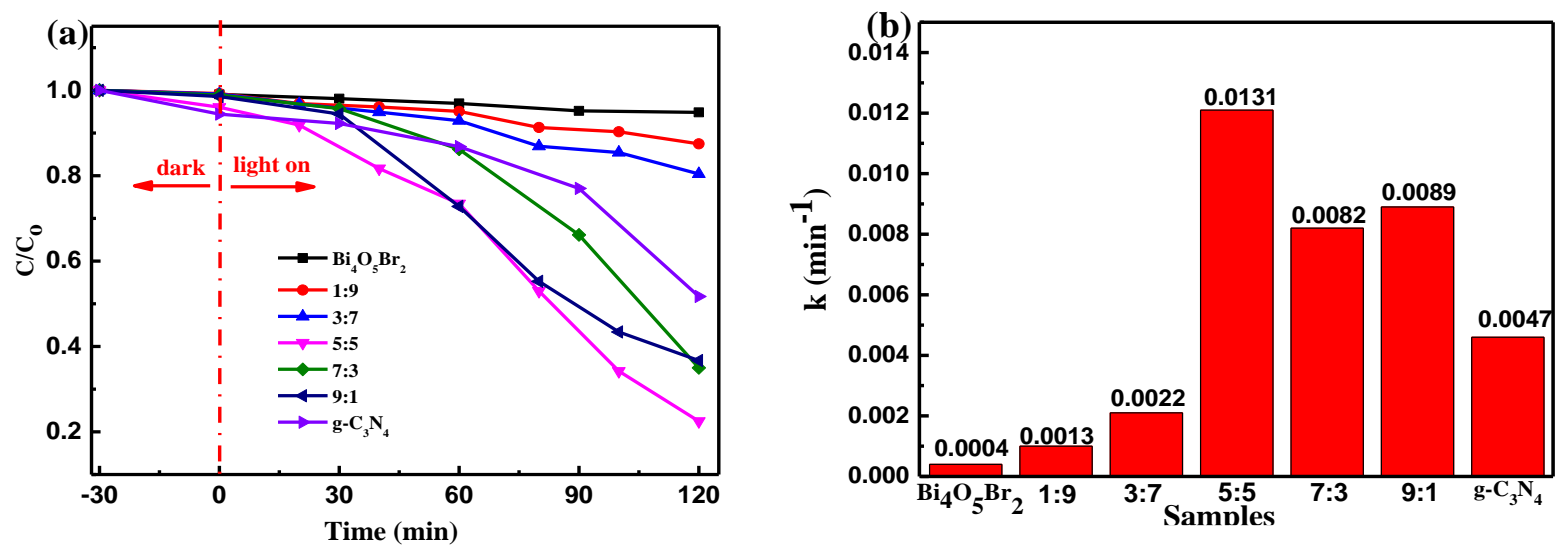 (a)
1.0
0.8
0.6
0.4
0.2
C/C₀
dark
light on
Bi₄O₅Br₂
1:9
3:7
5:5
7:3
9:1
g-C₃N₄
-30 0 30 60 90 120
Time (min)
(b)
0.014
0.012
0.010
0.008
0.006
0.004
0.002
0.000
k (min⁻¹)
0.0004
0.0013
0.0022
0.0131
0.0082
0.0089
0.0047
Bi₄O₅Br₂ 1:9 3:7 5:5 7:3 9:1 g-C₃N₄
Samples